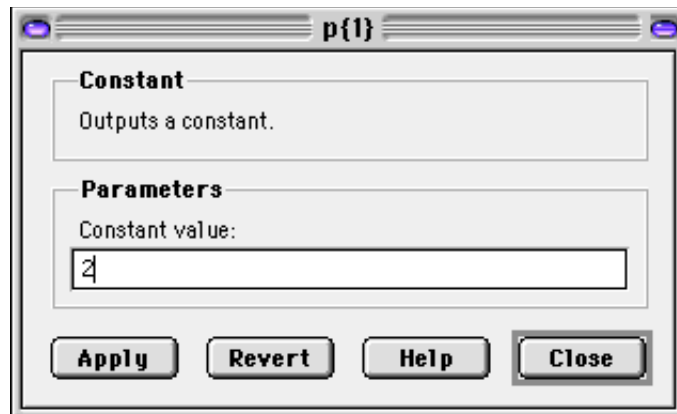 p{1}
Constant
Outputs a constant.
Parameters
Constant value:
2
Apply Revert Help Close